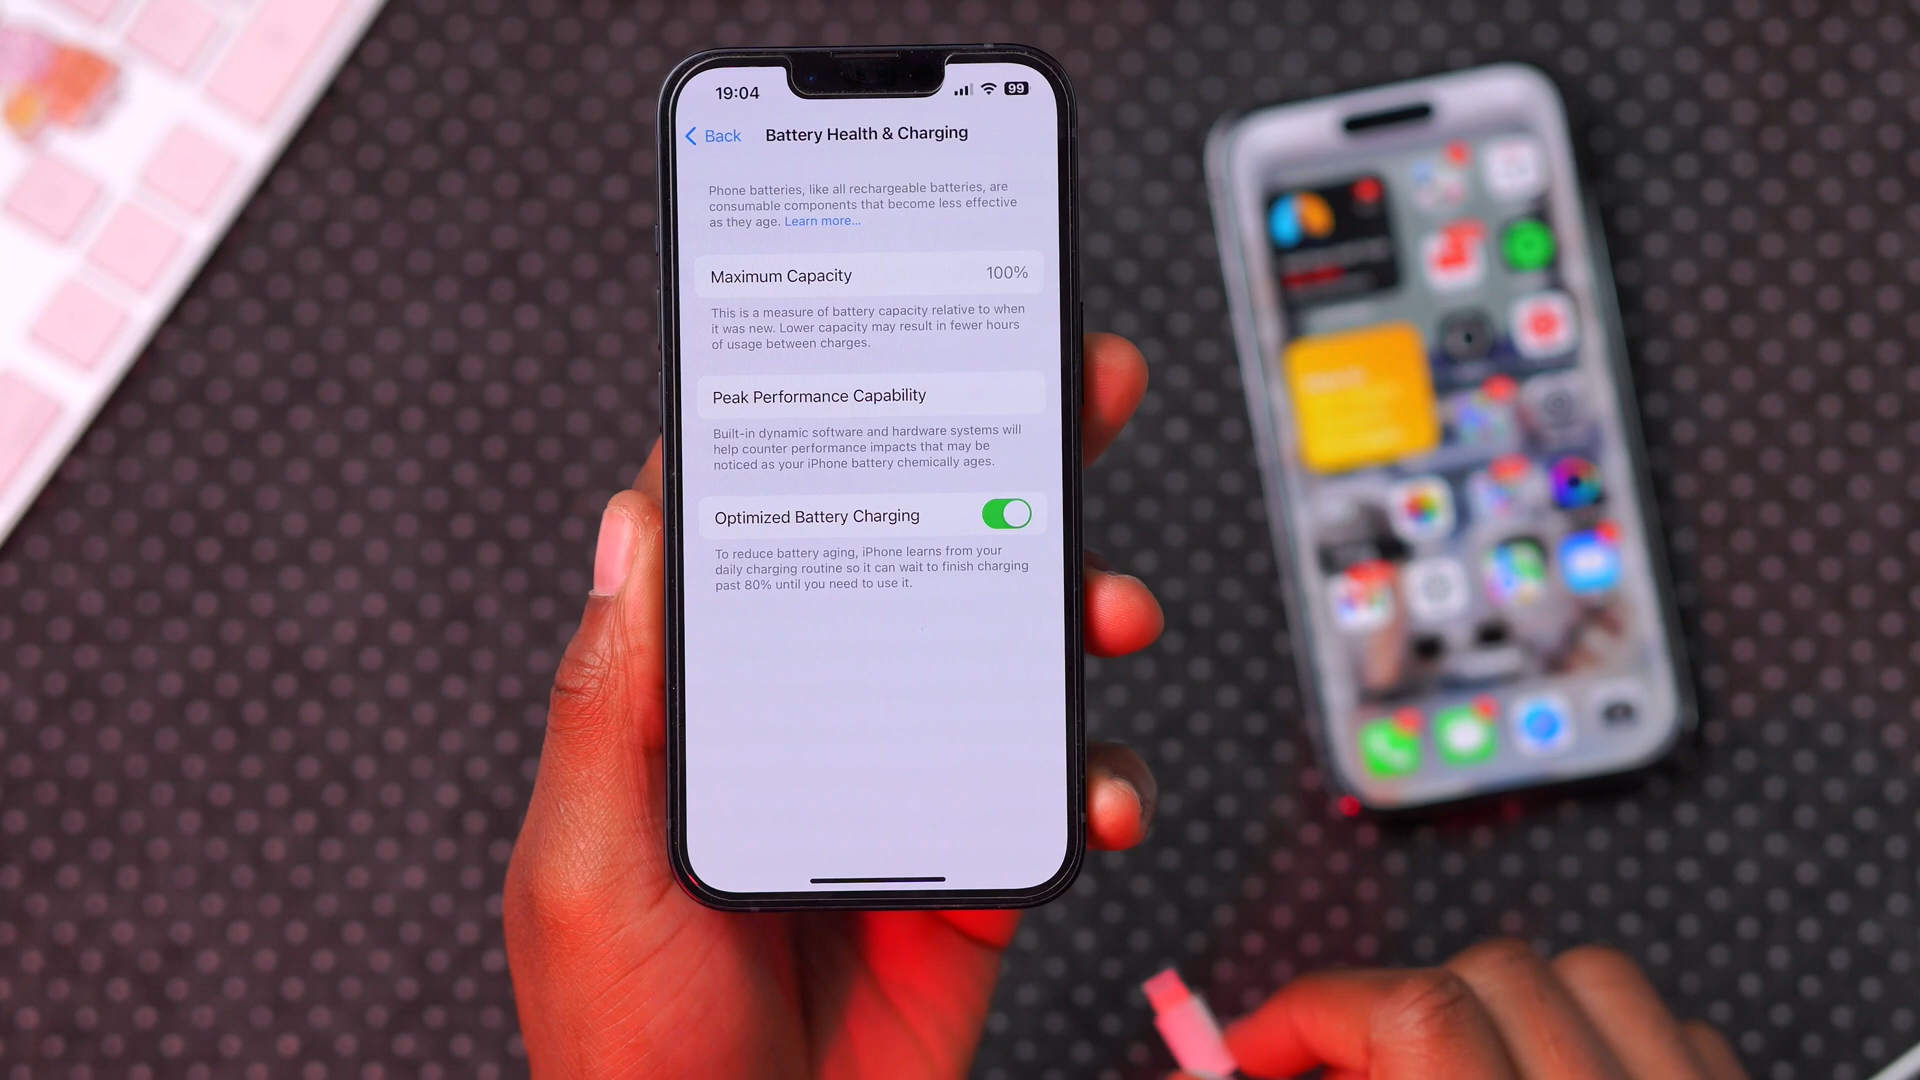 19:04
99
Back
Battery Health & Charging
Phone batteries, like all rechargeable batteries, are
consumable components that become less effective
as they age. Learn more...
Maximum Capacity 100%
This is a measure of battery capacity relative to when
it was new. Lower capacity may result in fewer hours
of usage between charges.
Peak Performance Capability
Built-in dynamic software and hardware systems will
help counter performance impacts that may be
noticed as your iPhone battery chemically ages.
Optimized Battery Charging
To reduce battery aging, iPhone learns from your
daily charging routine so it can wait to finish charging
past 80% until you need to use it.